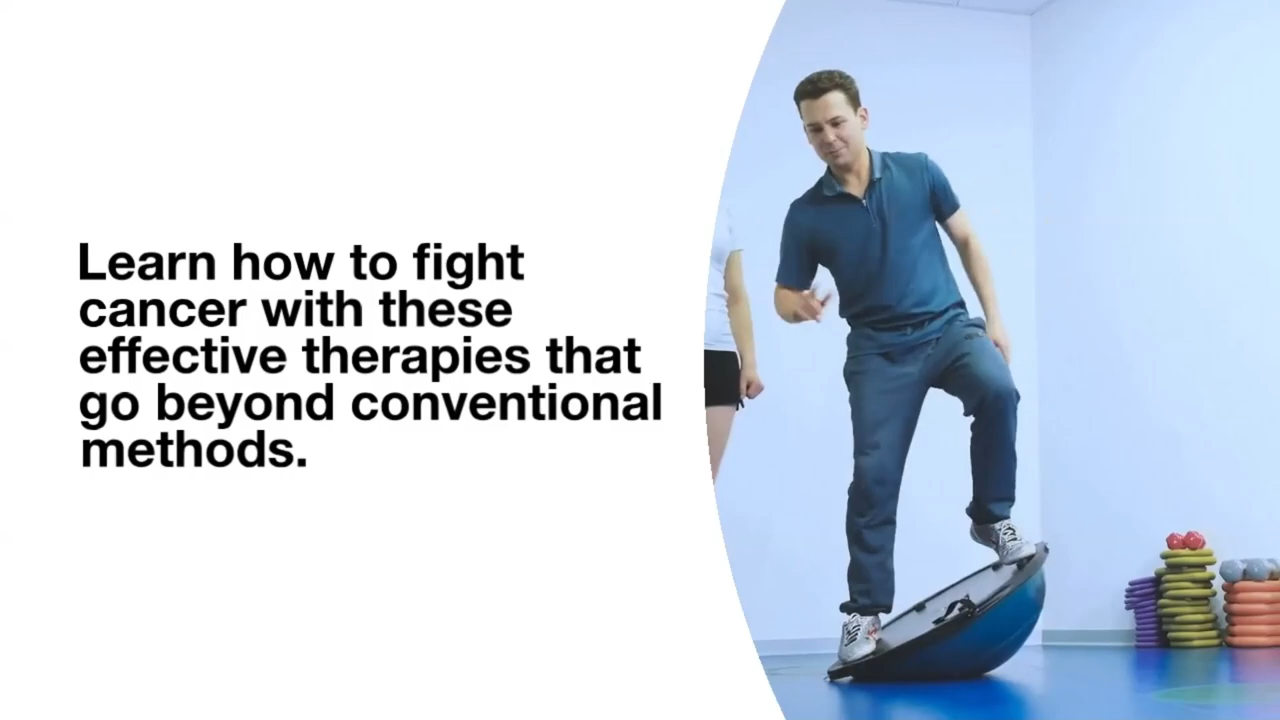 Learn how to fight
cancer with these
effective therapies that
go beyond conventional
methods.